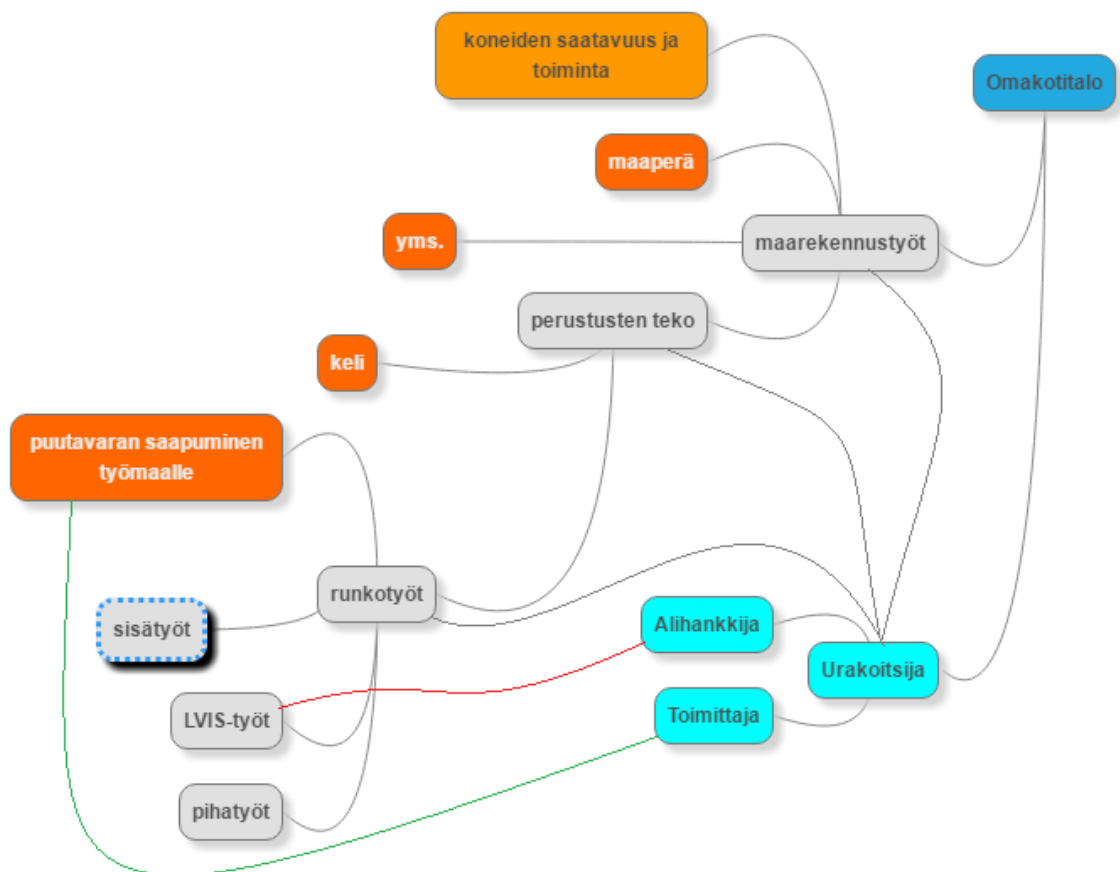 koneiden saatavuus ja
toiminta
Omakotitalo
maaperä
yms.
maarekennustyöt
perustusten teko
keli
puutavaran saapuminen
työmaalle
runkotyöt
sisätyöt
Alihankkija
Urakoitsija
LVIS-työt
Toimittaja
pihatyöt